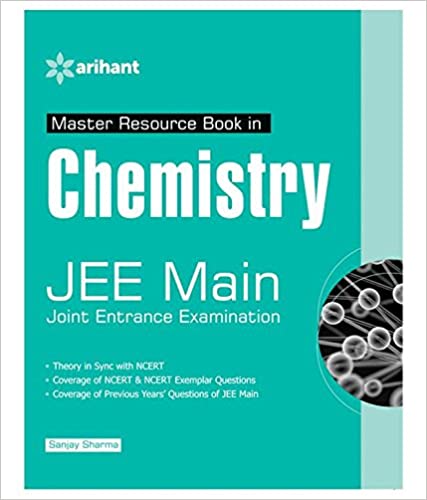 arihant
Master Resource Book in
Chemistry
JEE Main
Joint Entrance Examination
• Theory in Sync with NCERT
• Coverage of NCERT & NCERT Exemplar Questions
• Coverage of Previous Years' Questions of JEE Main
Sanjay Sharma